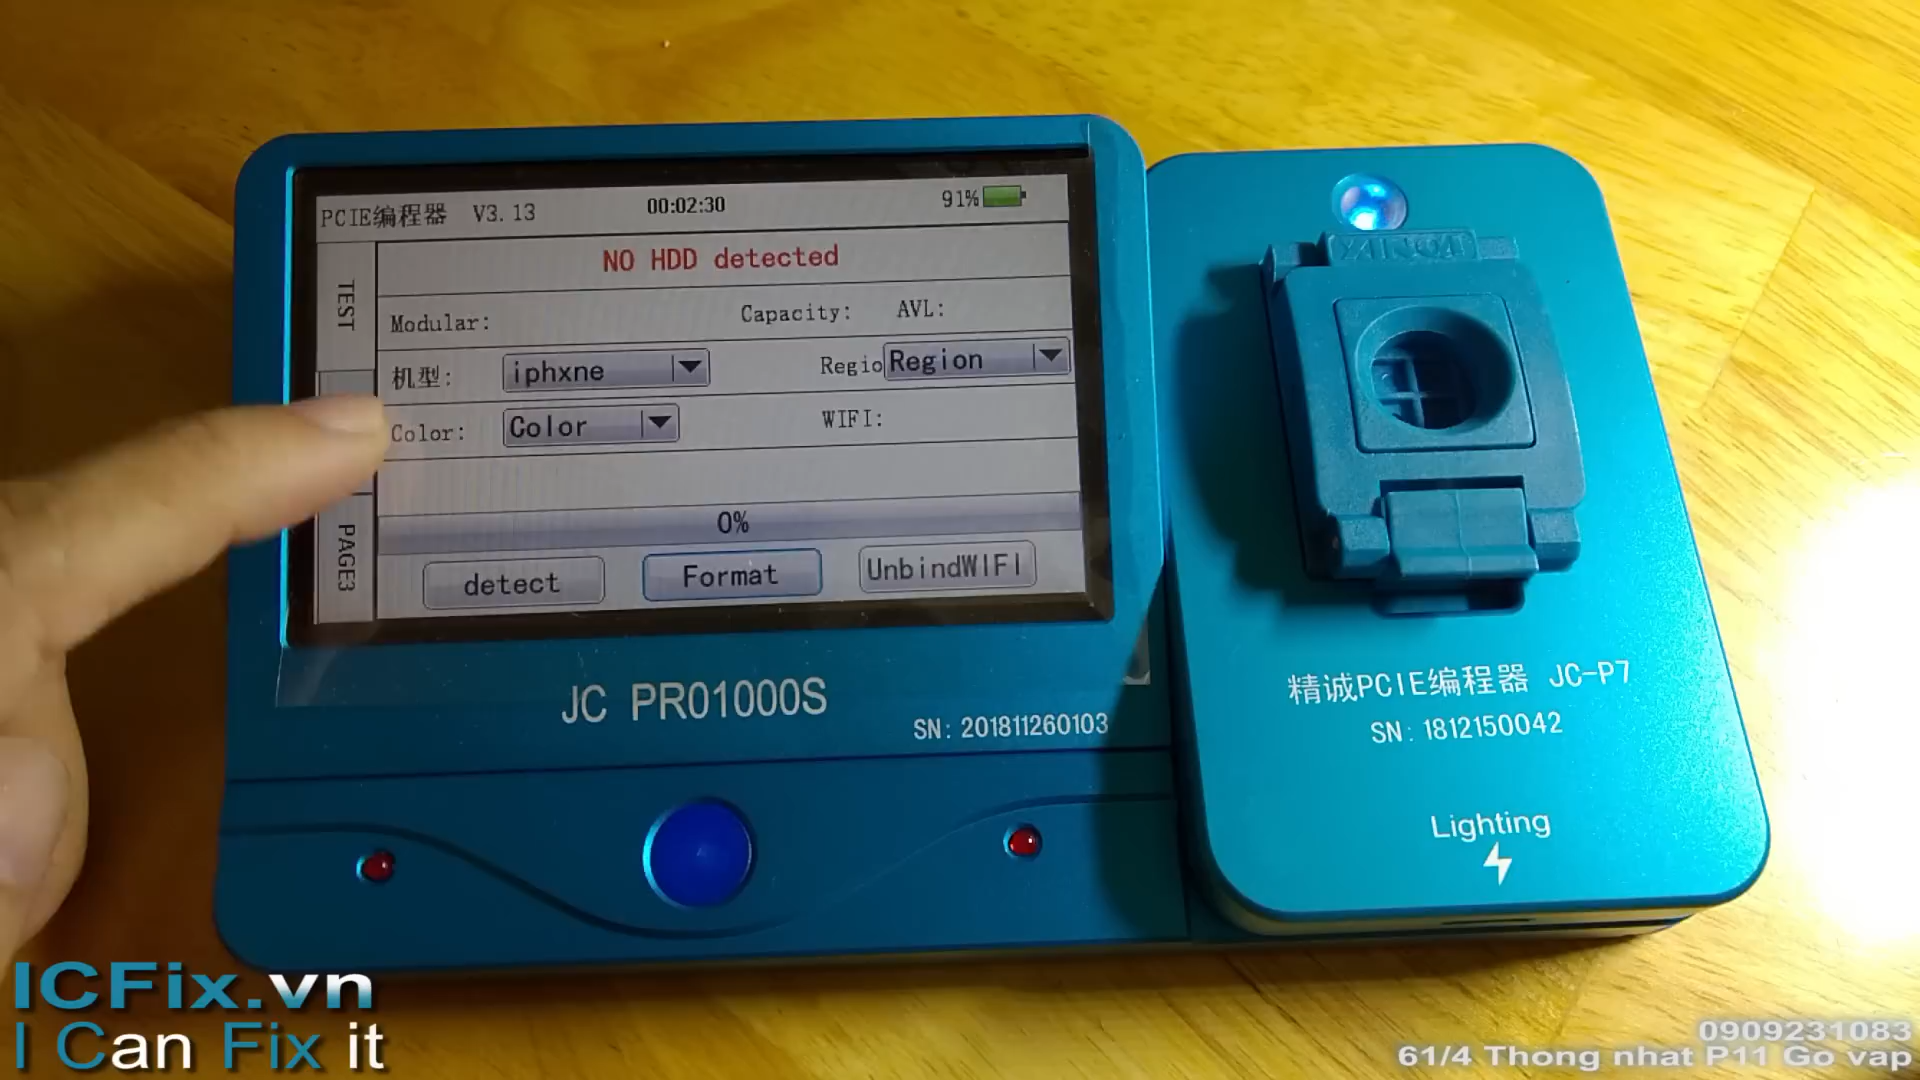 PCIE编程器 V3.13 00:02:30 91%
NO HDD detected
TEST
Modular: Capacity: AVL:
机型: iphxne Regio Region
Color: Color WIFI:
0%
PAGE3
detect Format UnbindWIFI
JC PRO1000S
SN: 201811260103
精诚PCIE编程器 JC-P7
SN: 1812150042
Lighting
ICFix.vn
I Can Fix it
0909231083
61/4 Thong nhat P11 Go vap